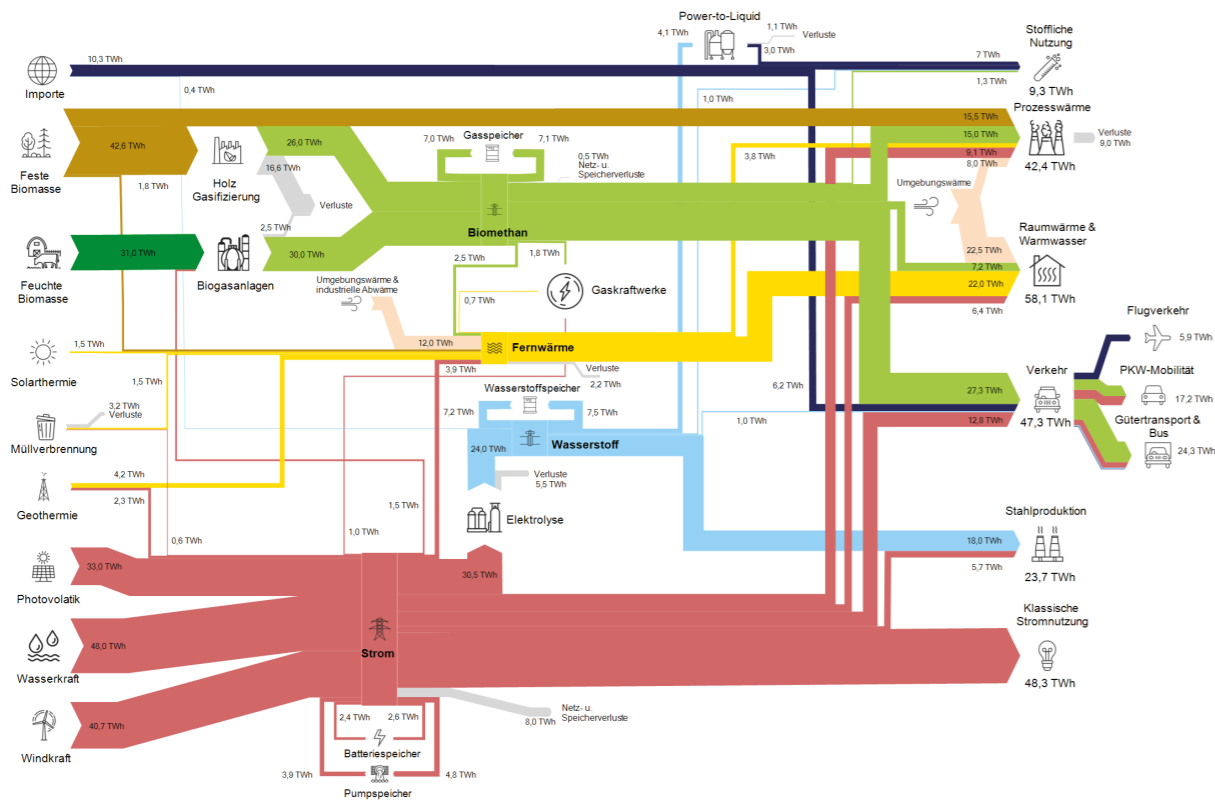 Power-to-Liquid
4,1 TWh
1,1 TWh
Verluste
3,0 TWh
Stoffliche
Nutzung
7 TWh
1,3 TWh
9,3 TWh
10,3 TWh
Importe
0,4 TWh
1,0 TWh
Prozesswärme
15,5 TWh
15,0 TWh
9,1 TWh
8,0 TWh
42,4 TWh
Verluste
9,0 TWh
42,6 TWh
Feste
Biomasse
1,8 TWh
Holz
Gasifizierung
26,0 TWh
16,6 TWh
Verluste
2,5 TWh
Gasspeicher
7,0 TWh
7,1 TWh
0,5 TWh
Netz- u.
Speicherverluste
3,8 TWh
Umgebungswärme
Biomethan
31,0 TWh
Feuchte
Biomasse
Biogasanlagen
30,0 TWh
2,5 TWh
1,8 TWh
Raumwärme &
Warmwasser
22,5 TWh
7,2 TWh
22,0 TWh
6,4 TWh
58,1 TWh
Umgebungswärme &
industrielle Abwärme
0,7 TWh
Gaskraftwerke
12,0 TWh
Fernwärme
3,9 TWh
Verluste
2,2 TWh
1,5 TWh
Solarthermie
1,5 TWh
3,2 TWh
Verluste
Müllverbrennung
Wasserstoffspeicher
7,2 TWh
7,5 TWh
24,0 TWh
Wasserstoff
6,2 TWh
1,0 TWh
Verkehr
27,3 TWh
12,8 TWh
47,3 TWh
Flugverkehr
5,9 TWh
PKW-Mobilität
17,2 TWh
Gütertransport &
Bus
24,3 TWh
4,2 TWh
2,3 TWh
Geothermie
Verluste
5,5 TWh
Elektrolyse
1,5 TWh
1,0 TWh
0,6 TWh
Stahlproduktion
18,0 TWh
5,7 TWh
23,7 TWh
33,0 TWh
Photovolatik
30,5 TWh
Klassische
Stromnutzung
48,3 TWh
48,0 TWh
Wasserkraft
Strom
40,7 TWh
Windkraft
Netz- u.
Speicherverluste
8,0 TWh
2,4 TWh
2,6 TWh
Batteriespeicher
3,9 TWh
4,8 TWh
Pumpspeicher